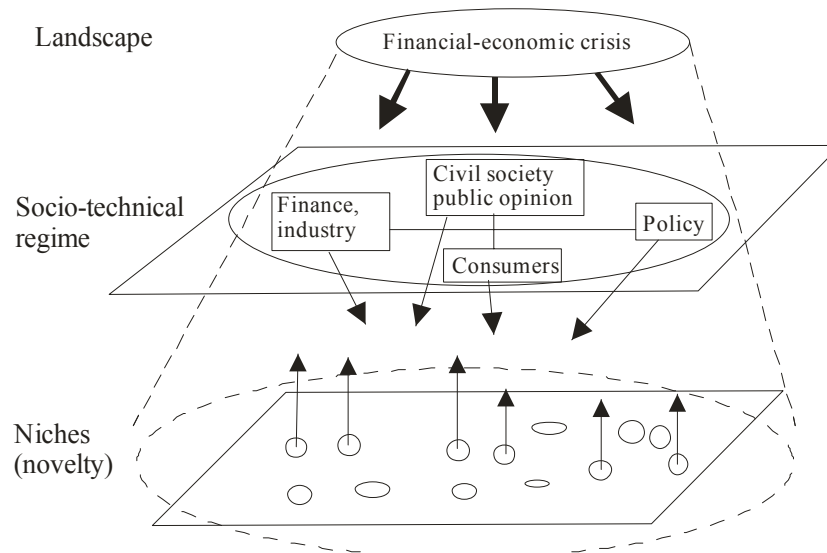 Landscape
Financial-economic crisis
Socio-technical
regime
Finance,
industry
Civil society
public opinion
Policy
Consumers
Niches
(novelty)